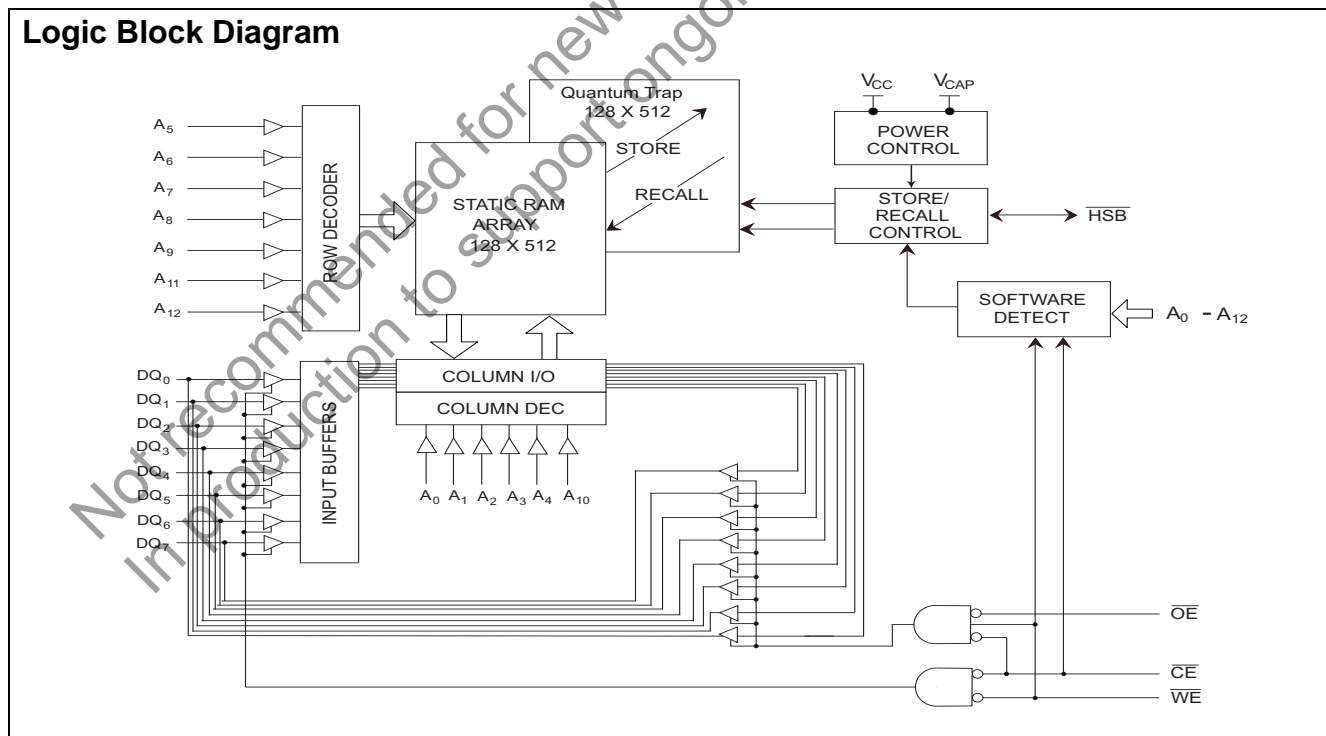 Logic Block Diagram
Not recommended for new
In production to support ongo
Quantum Trap
128 X 512
STORE
RECALL
STATIC RAM
ARRAY
128 X 512
ROW DECODER
A5
A6
A7
A8
A9
A11
A12
VCC
VCAP
POWER
CONTROL
STORE/
RECALL
CONTROL
HSB
SOFTWARE
DETECT
A0 - A12
COLUMN I/O
COLUMN DEC
A0 A1 A2 A3 A4 A10
INPUT BUFFERS
DQ0
DQ1
DQ2
DQ3
DQ4
DQ5
DQ6
DQ7
OE
CE
WE